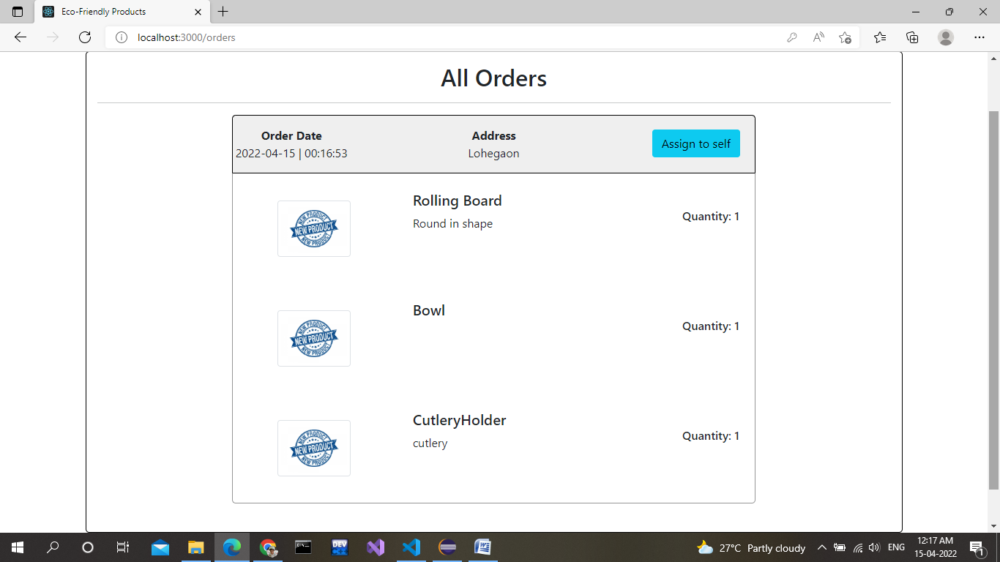 Eco-Friendly Products
localhost:3000/orders
All Orders
Order Date
2022-04-15 | 00:16:53
Address
Lohegaon
Assign to self
NEW PRODUCT
NEW PRODUCT
NEW PRODUCT
Rolling Board
Round in shape
Quantity: 1
NEW PRODUCT
NEW PRODUCT
NEW PRODUCT
Bowl
Quantity: 1
NEW PRODUCT
NEW PRODUCT
NEW PRODUCT
CutleryHolder
cutlery
Quantity: 1
DEV
27°C Partly cloudy
ENG
12:17 AM
15-04-2022
1